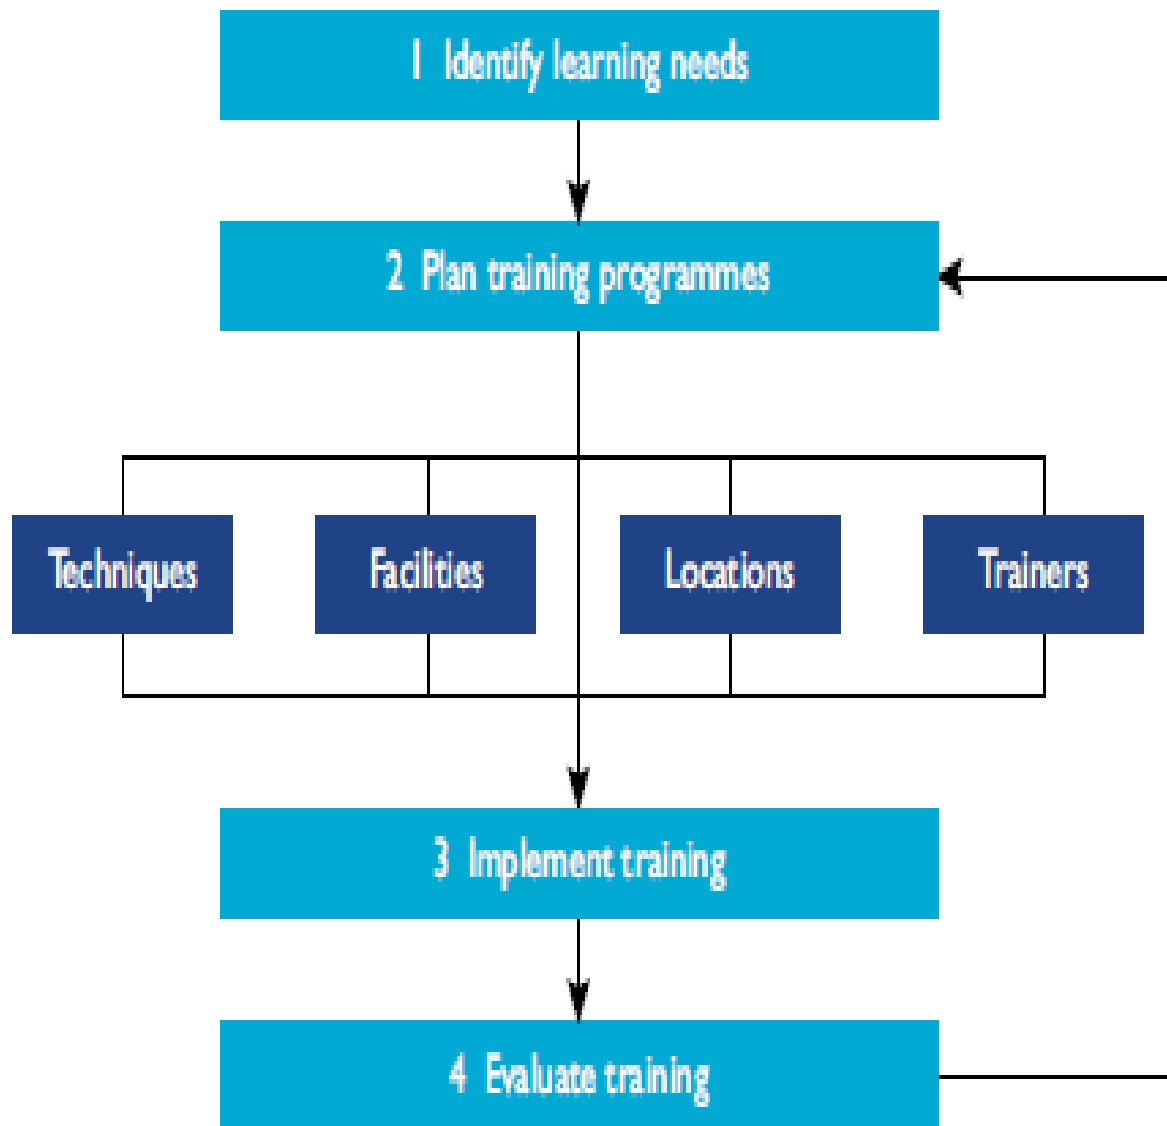 1 Identify learning needs
2 Plan training programmes
Techniques
Facilities
Locations
Trainers
3 Implement training
4 Evaluate training